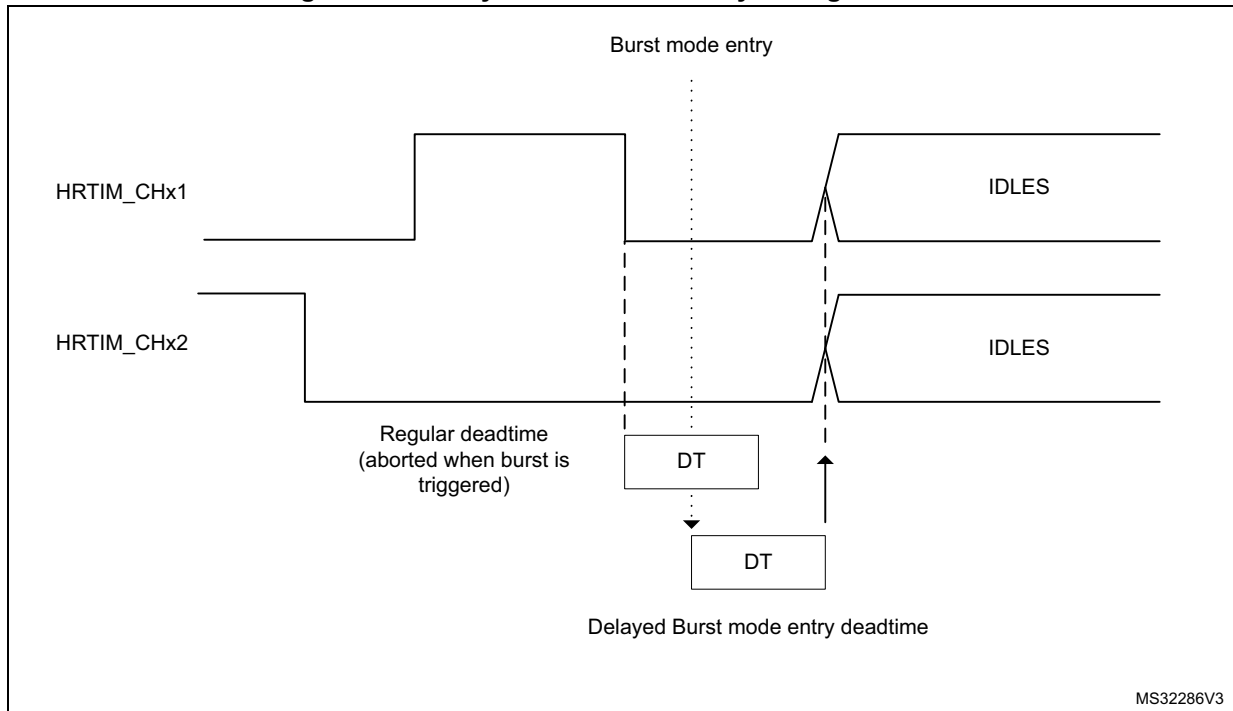 Burst mode entry
HRTIM_CHx1
IDLES
HRTIM_CHx2
IDLES
Regular deadtime
(aborted when burst is
triggered)
DT
DT
Delayed Burst mode entry deadtime
MS32286V3